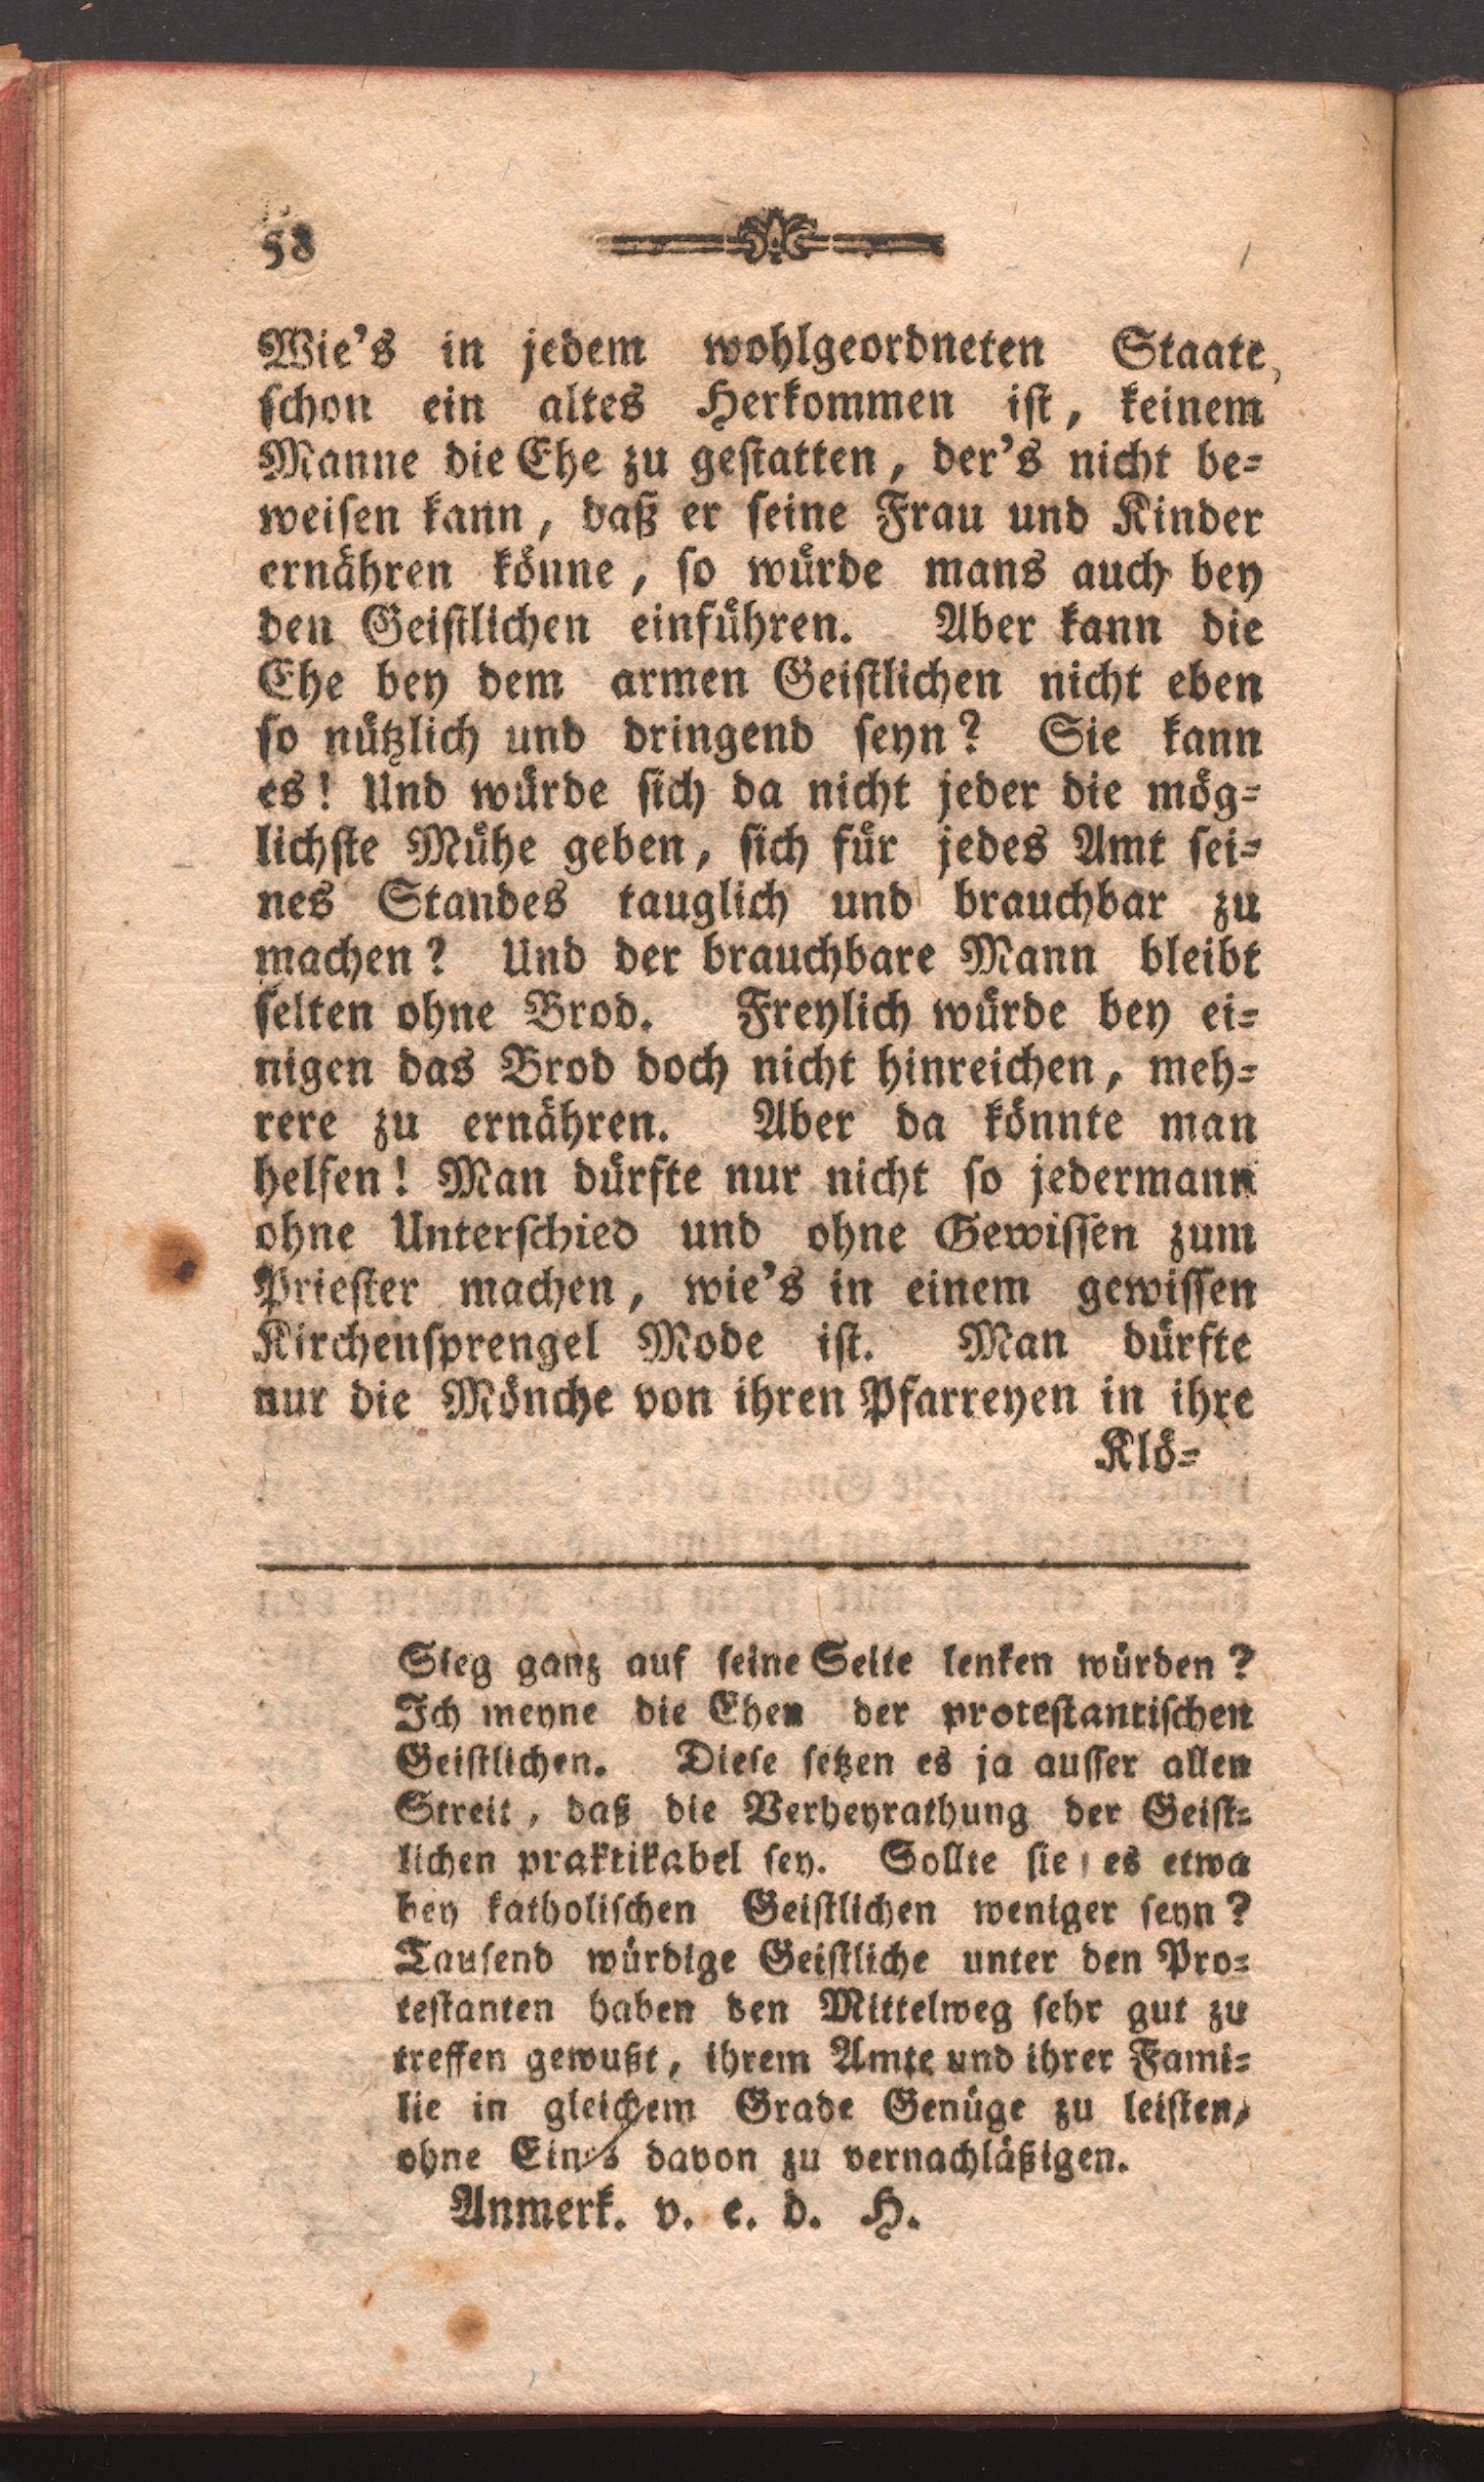 58
Wie's in jedem wohlgeordneten Staate,
ſchon ein altes Herkommen iſt, keinem
Manne die Ehe zu geſtatten, der's nicht be⸗
weiſen kann, daß er ſeine Frau und Kinder
ernähren könne, ſo würde mans auch bey
den Geiſtlichen einführen. Aber kann die
Ehe bey dem armen Geiſtlichen nicht eben
ſo nützlich und dringend ſeyn? Sie kann
es! Und würde ſich da nicht jeder die mög⸗
lichſte Mühe geben, ſich für jedes Amt ſei⸗
nes Standes tauglich und brauchbar zu
machen? Und der brauchbare Mann bleibt
ſelten ohne Brod. Freylich würde bey ei⸗
nigen das Brod doch nicht hinreichen, meh⸗
rere zu ernähren. Aber da könnte man
helfen! Man dürfte nur nicht ſo jedermann
ohne Unterſchied und ohne Gewiſſen zum
Prieſter machen, wie's in einem gewiſſen
Kirchenſprengel Mode iſt. Man dürfte
nur die Mönche von ihren Pfarreyen in ihre
Klö⸗
Sieg ganz auf ſeine Seite lenken würden?
Ich meyne die Ehen der proteſtantiſchen
Geiſtlichen. Dieſe ſetzen es ja auſſer allen
Streit, daß die Verheyrathung der Geiſt⸗
lichen praktikabel ſey. Sollte ſie es etwa
bey katholiſchen Geiſtlichen weniger ſeyn?
Tauſend würdige Geiſtliche unter den Pro⸗
teſtanten haben den Mittelweg ſehr gut zu
treffen gewußt, ihrem Amte und ihrer Fami⸗
lie in gleichem Grade Genüge zu leiſten,
ohne Eines davon zu vernachläßigen.
Anmerk. v. e. d. H.